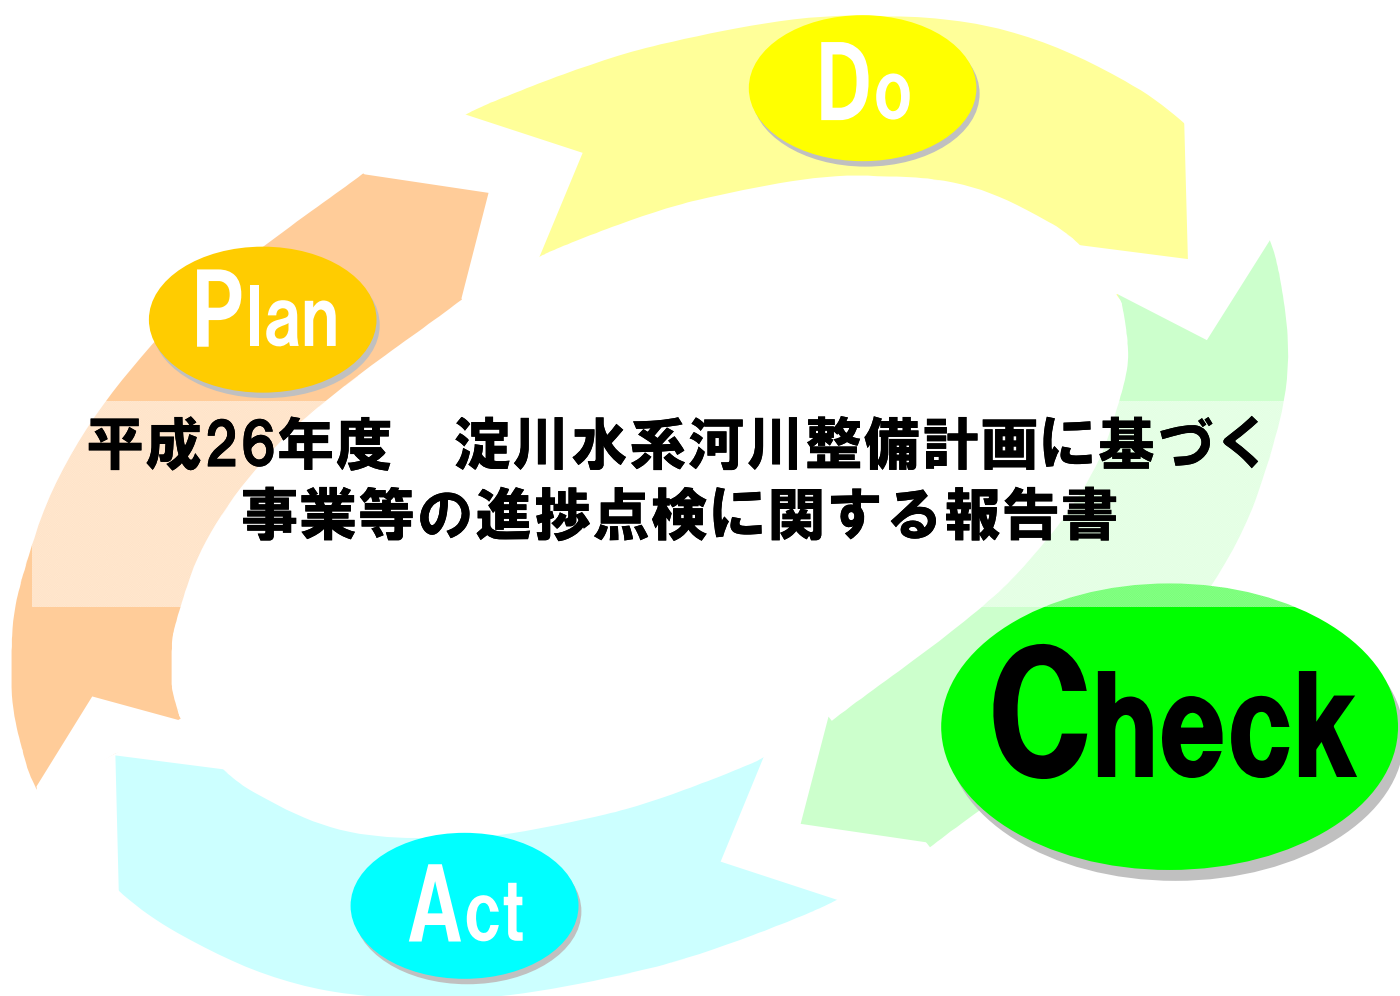 Do
Plan
平成26年度　淀川水系河川整備計画に基づく
事業等の進捗点検に関する報告書
Check
Act